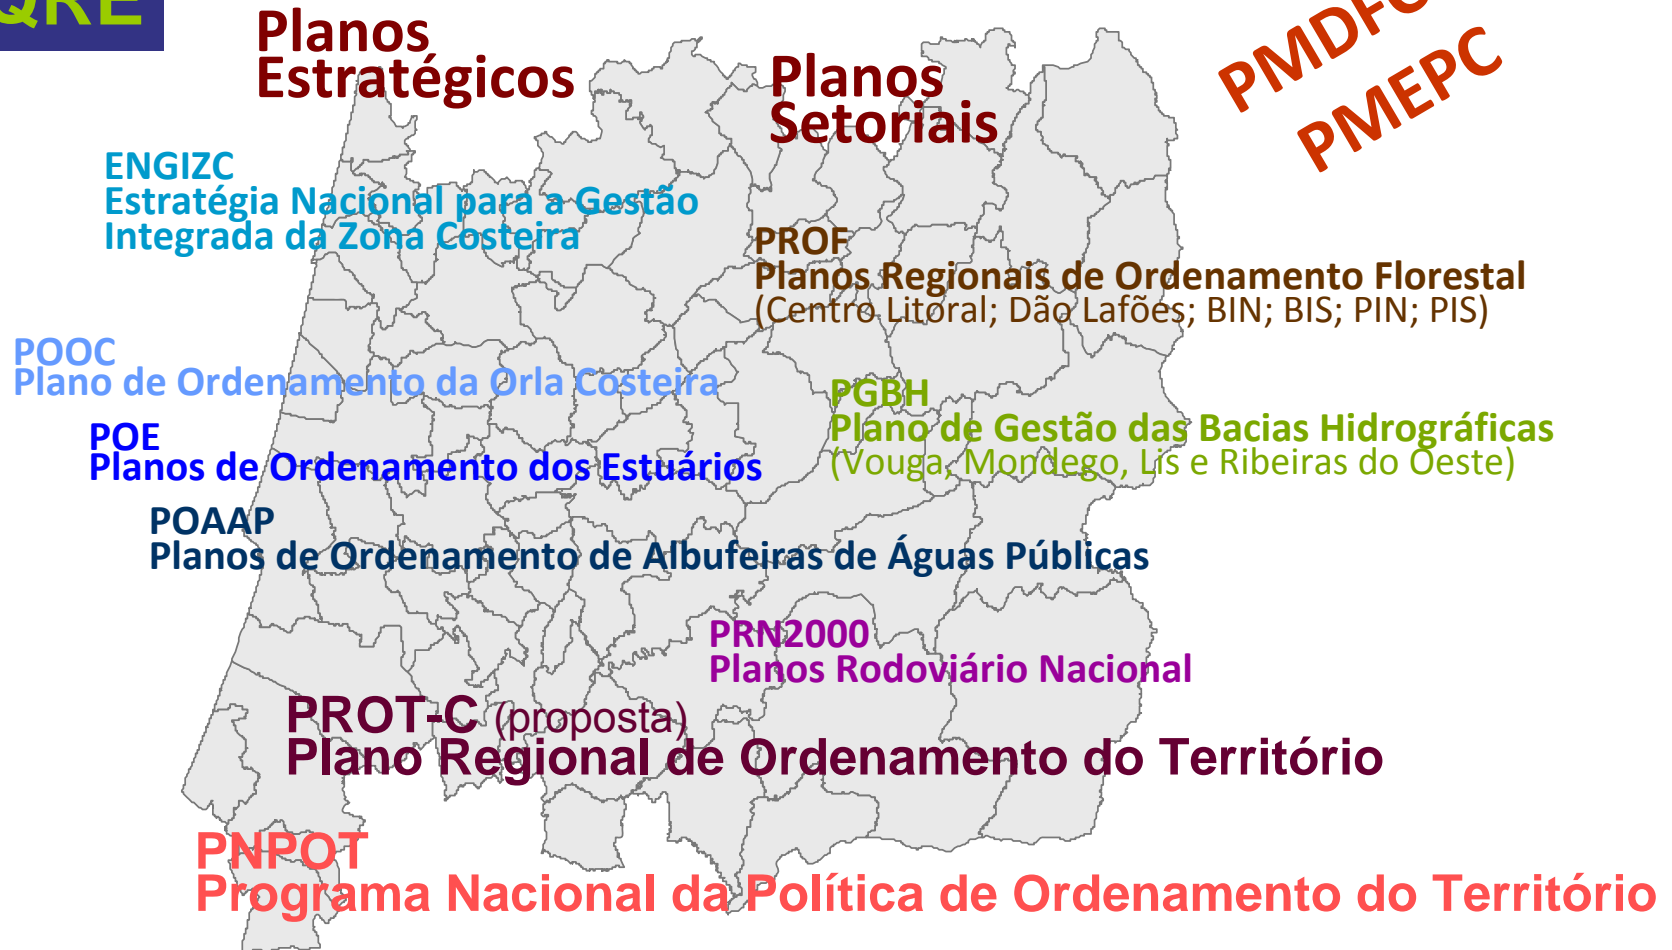 QRE
Planos
Estratégicos
Planos
Setoriais
PMEPC
ENGIZC
Estratégia Nacional para a Gestão
Integrada da Zona Costeira
PROF
Planos Regionais de Ordenamento Florestal
(Centro Litoral; Dão Lafões; BIN; BIS; PIN; PIS)
POOC
Plano de Ordenamento da Orla Costeira
PGBH
Plano de Gestão das Bacias Hidrográficas
(Vouga, Mondego, Lis e Ribeiras do Oeste)
POE
Planos de Ordenamento dos Estuários
POAAP
Planos de Ordenamento de Albufeiras de Águas Públicas
PRN2000
Planos Rodoviário Nacional
PROT-C (proposta)
Plano Regional de Ordenamento do Território
PNPOT
Programa Nacional da Política de Ordenamento do Território